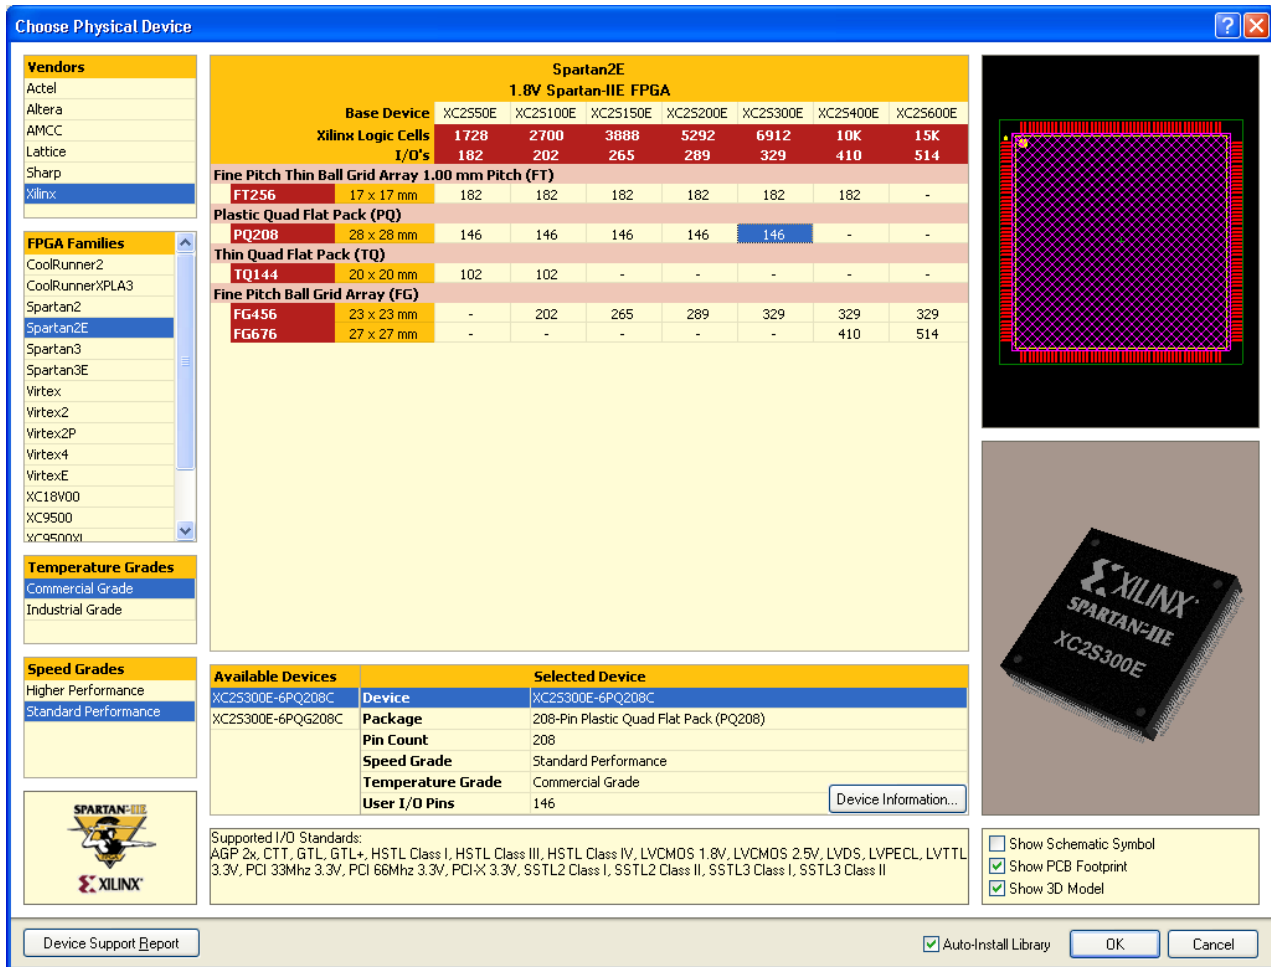 Choose Physical Device
Vendors
Actel
Altera
AMCC
Lattice
Sharp
Xilinx
FPGA Families
CoolRunner2
CoolRunnerXPLA3
Spartan2
Spartan2E
Spartan3
Spartan3E
Virtex
Virtex2
Virtex2P
Virtex4
VirtexE
XC18V00
XC9500
XC9500XL
Temperature Grades
Commercial Grade
Industrial Grade
Speed Grades
Higher Performance
Standard Performance
SPARTAN-IIE
FPGA
XILINX
Spartan2E
1.8V Spartan-IIE FPGA
Base Device XC2S50E XC2S100E XC2S150E XC2S200E XC2S300E XC2S400E XC2S600E
Xilinx Logic Cells 1728 2700 3888 5292 6912 10K 15K
I/O's 182 202 265 289 329 410 514
Fine Pitch Thin Ball Grid Array 1.00 mm Pitch (FT)
FT256 17 x 17 mm 182 182 182 182 182 182 -
Plastic Quad Flat Pack (PQ)
PQ208 28 x 28 mm 146 146 146 146 146 - -
Thin Quad Flat Pack (TQ)
TQ144 20 x 20 mm 102 102 - - - - -
Fine Pitch Ball Grid Array (FG)
FG456 23 x 23 mm - 202 265 289 329 329 329
FG676 27 x 27 mm - - - - - 410 514
Available Devices Selected Device
XC2S300E-6PQ208C Device XC2S300E-6PQ208C
XC2S300E-6PQG208C Package 208-Pin Plastic Quad Flat Pack (PQ208)
Pin Count 208
Speed Grade Standard Performance
Temperature Grade Commercial Grade
User I/O Pins 146
Device Information...
Supported I/O Standards:
AGP 2x, CTT, GTL, GTL+, HSTL Class I, HSTL Class III, HSTL Class IV, LVCMOS 1.8V, LVCMOS 2.5V, LVDS, LVPECL, LVTTL
3.3V, PCI 33Mhz 3.3V, PCI 66Mhz 3.3V, PCI-X 3.3V, SSTL2 Class I, SSTL2 Class II, SSTL3 Class I, SSTL3 Class II
XILINX
SPARTAN-IIE
XC2S300E
Show Schematic Symbol
Show PCB Footprint
Show 3D Model
Device Support Report
Auto-Install Library
OK
Cancel